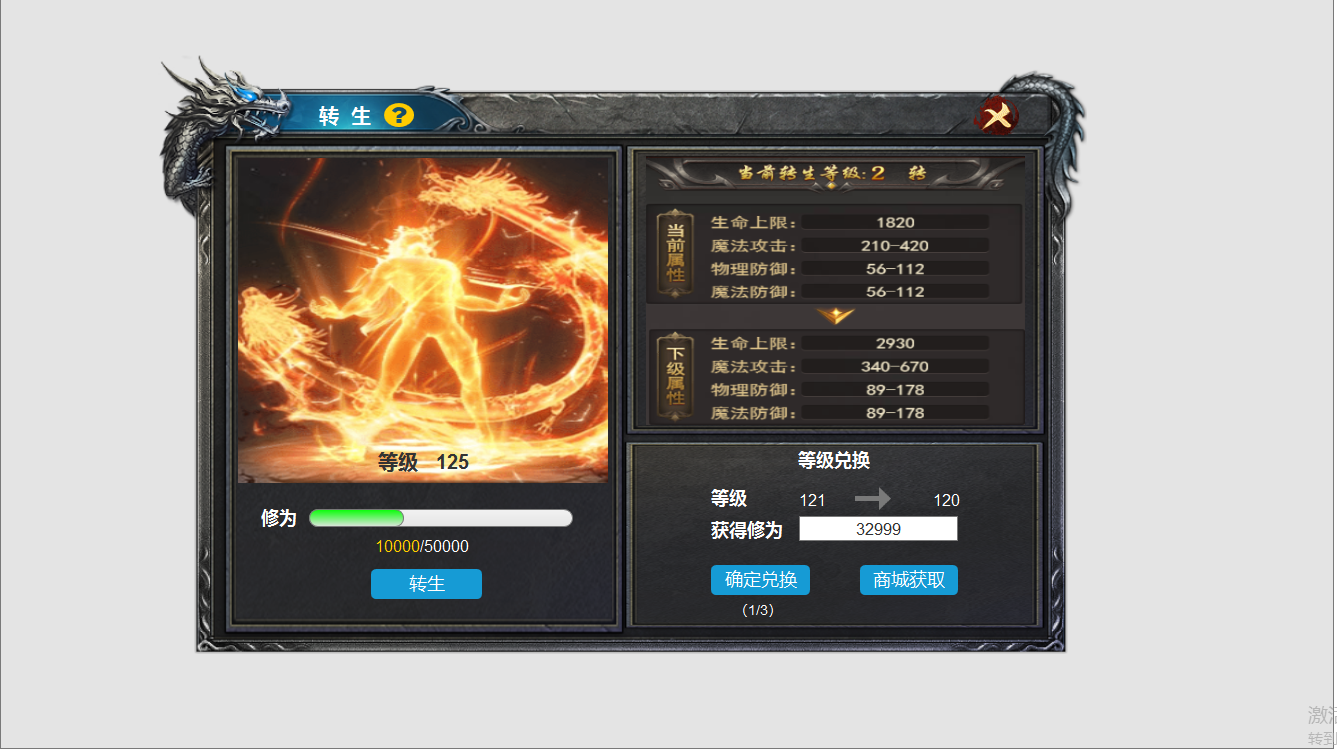 转 生 ?
等级 125
修为
10000/50000
转生
当前转生等级:2 转
当前属性
生命上限: 1820
魔法攻击: 210-420
物理防御: 56-112
魔法防御: 56-112
下级属性
生命上限: 2930
魔法攻击: 340-670
物理防御: 89-178
魔法防御: 89-178
等级兑换
等级 121 120
获得修为 32999
确定兑换 商城获取
(1/3)
转到